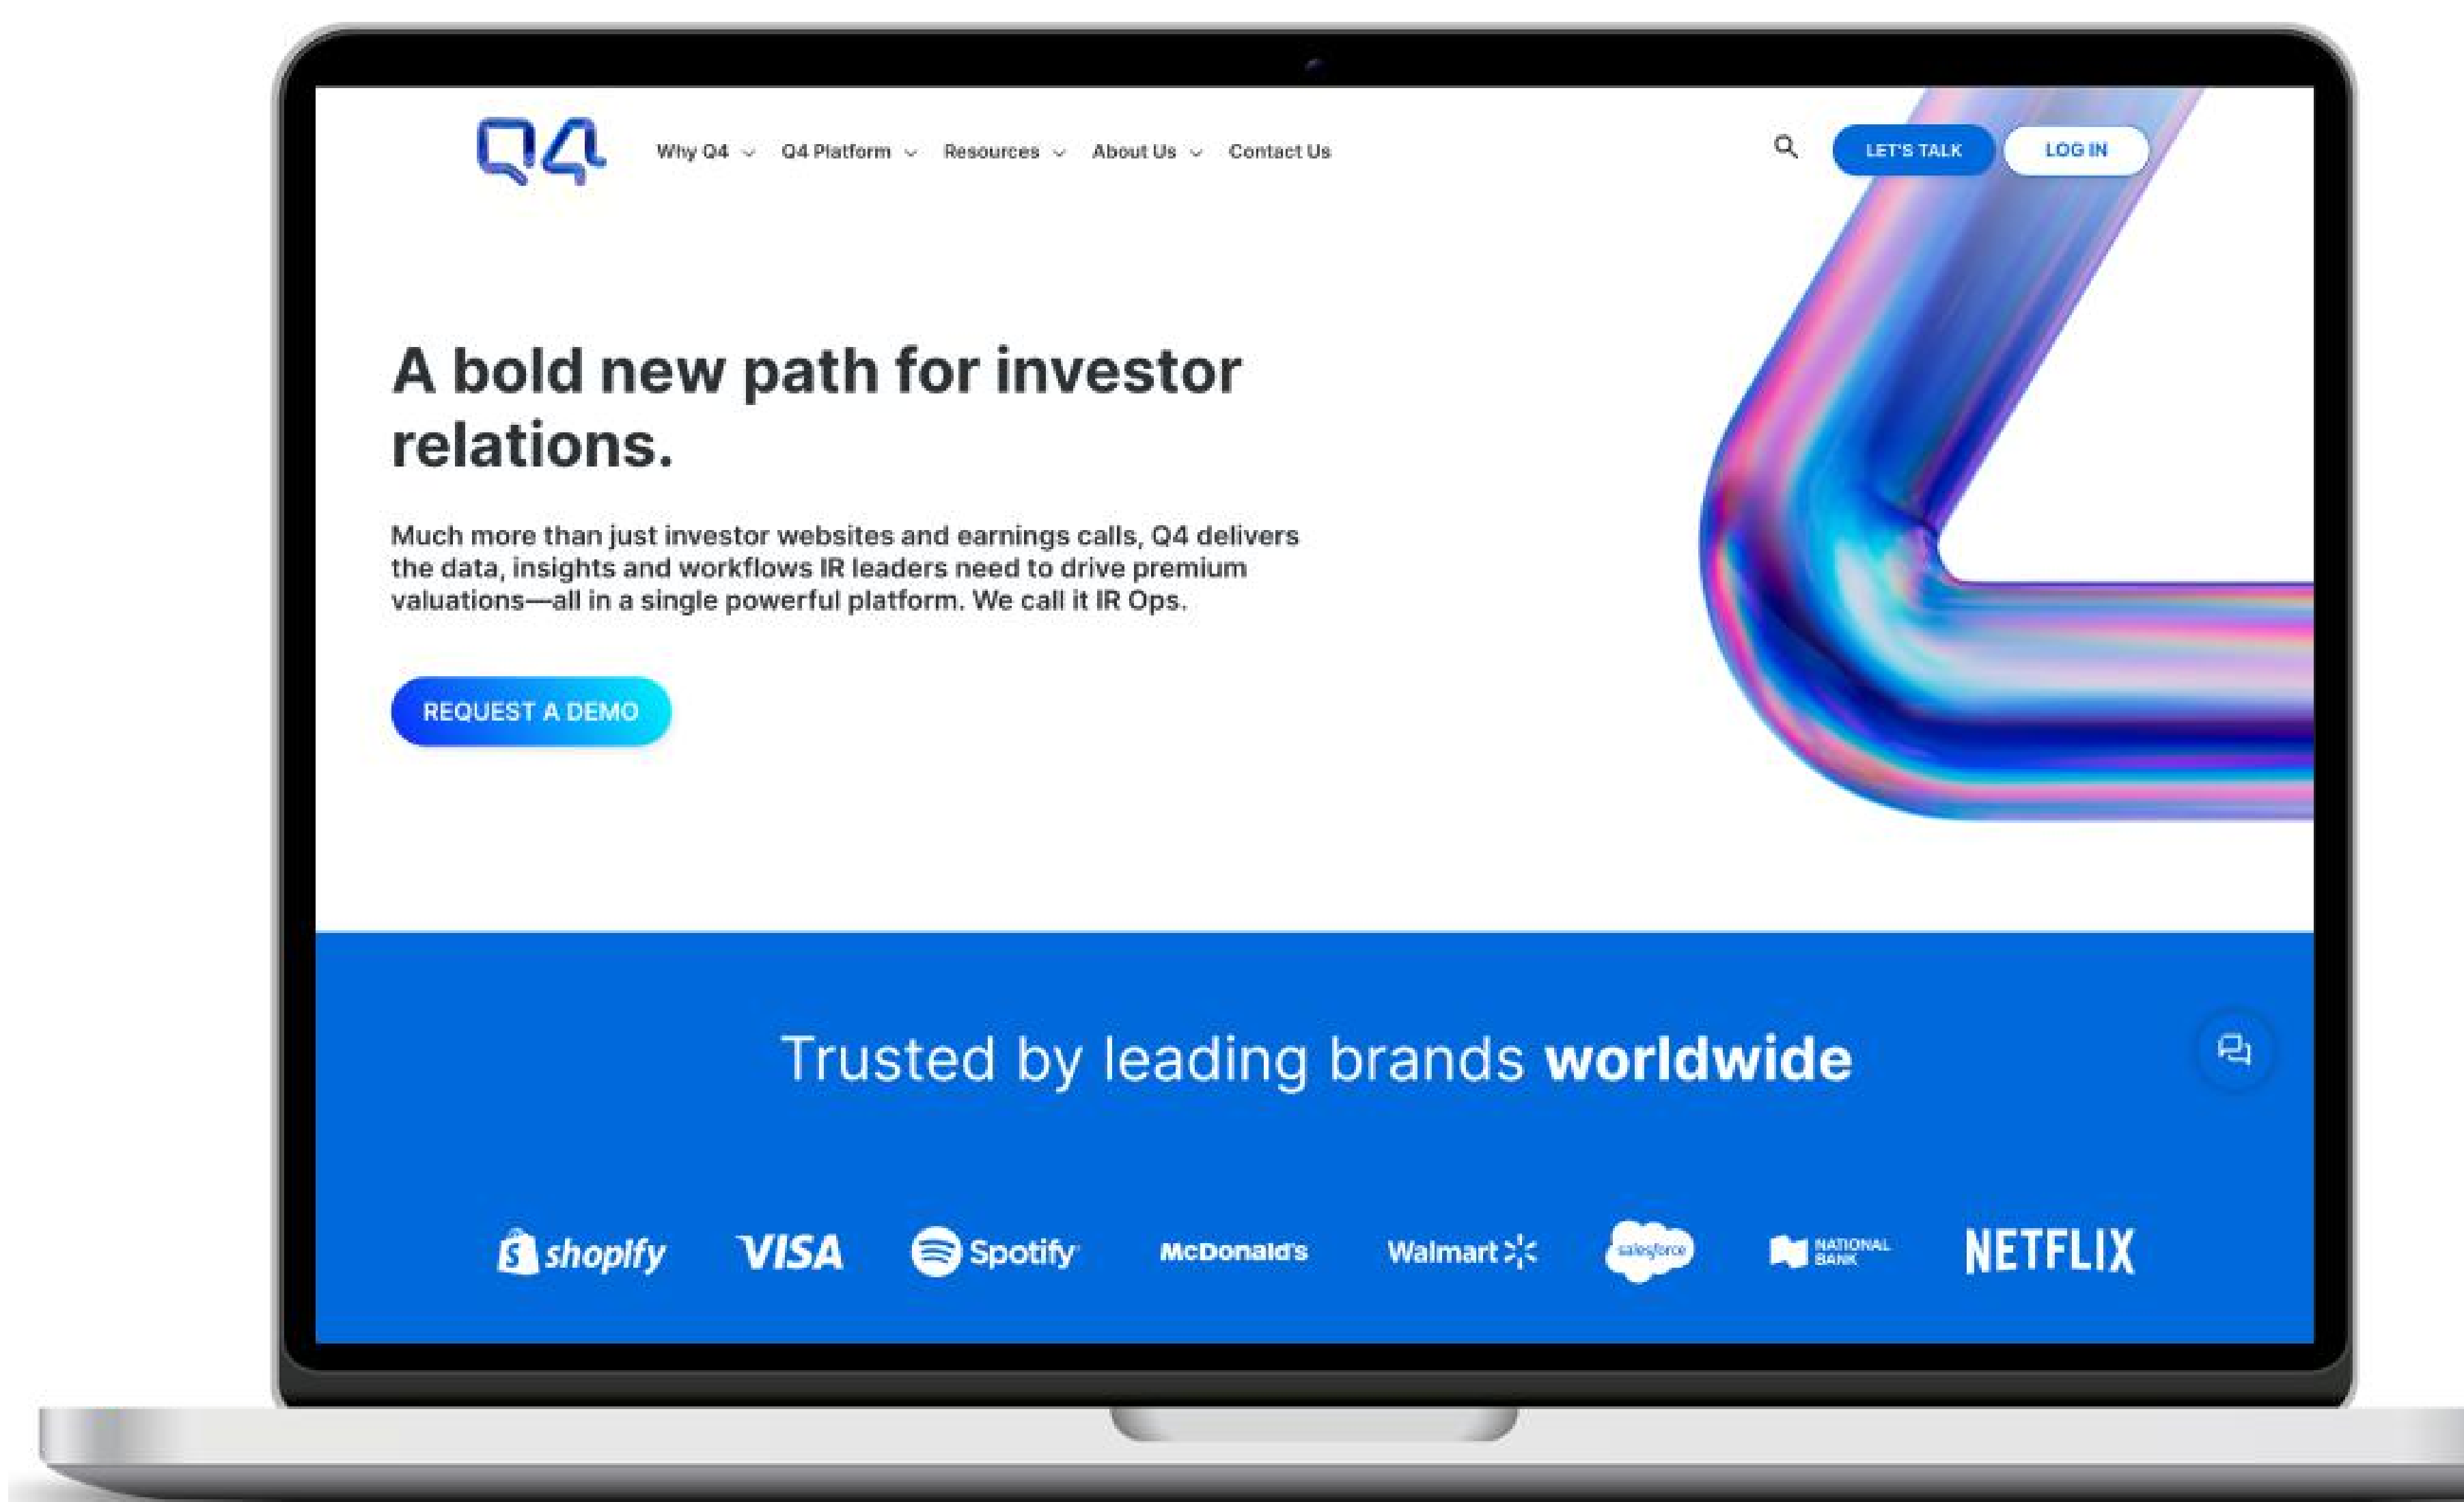 Q4
Why Q4
Q4 Platform
Resources
About Us
Contact Us
LET'S TALK
LOG IN
A bold new path for investor
relations.
Much more than just investor websites and earnings calls, Q4 delivers
the data, insights and workflows IR leaders need to drive premium
valuations—all in a single powerful platform. We call it IR Ops.
REQUEST A DEMO
Trusted by leading brands worldwide
shopify
VISA
Spotify
McDonald's
Walmart
salesforce
NATIONAL
BANK
NETFLIX